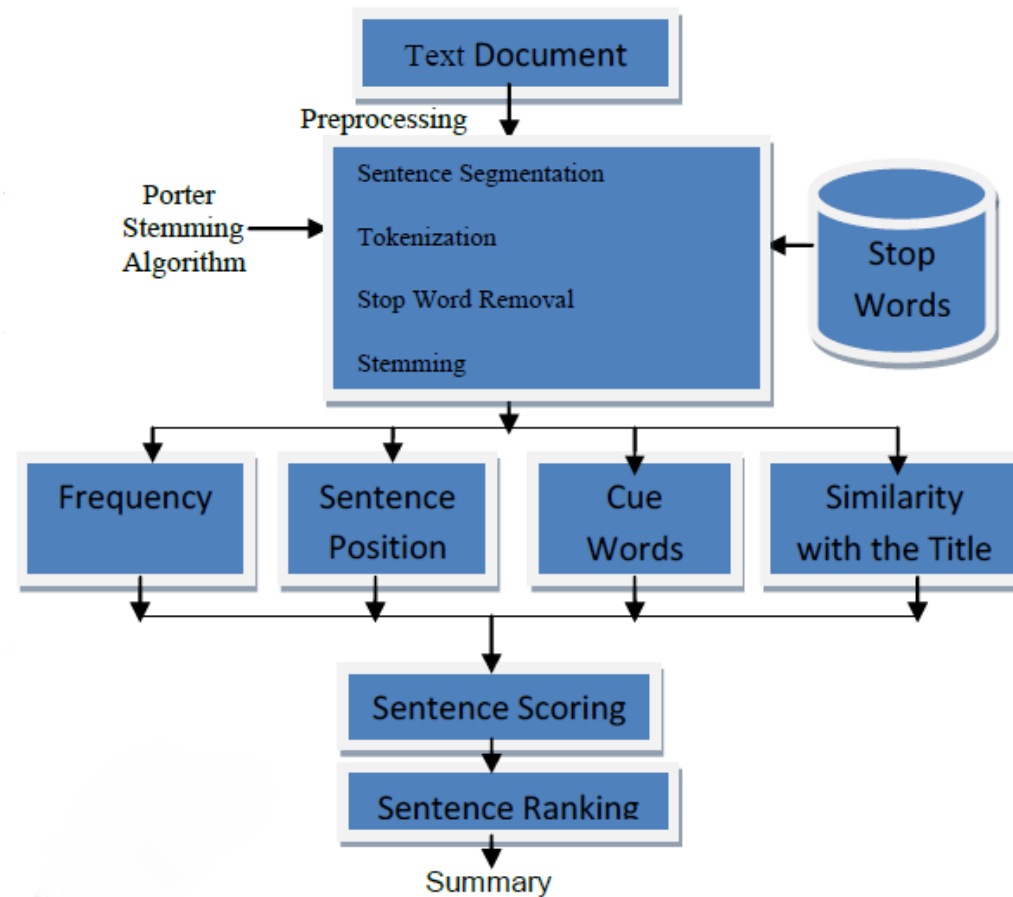 Text Document
Preprocessing
Sentence Segmentation
Tokenization
Stop Word Removal
Stemming
Porter
Stemming
Algorithm
Stop
Words
Frequency
Sentence
Position
Cue
Words
Similarity
with the Title
Sentence Scoring
Sentence Ranking
Summary